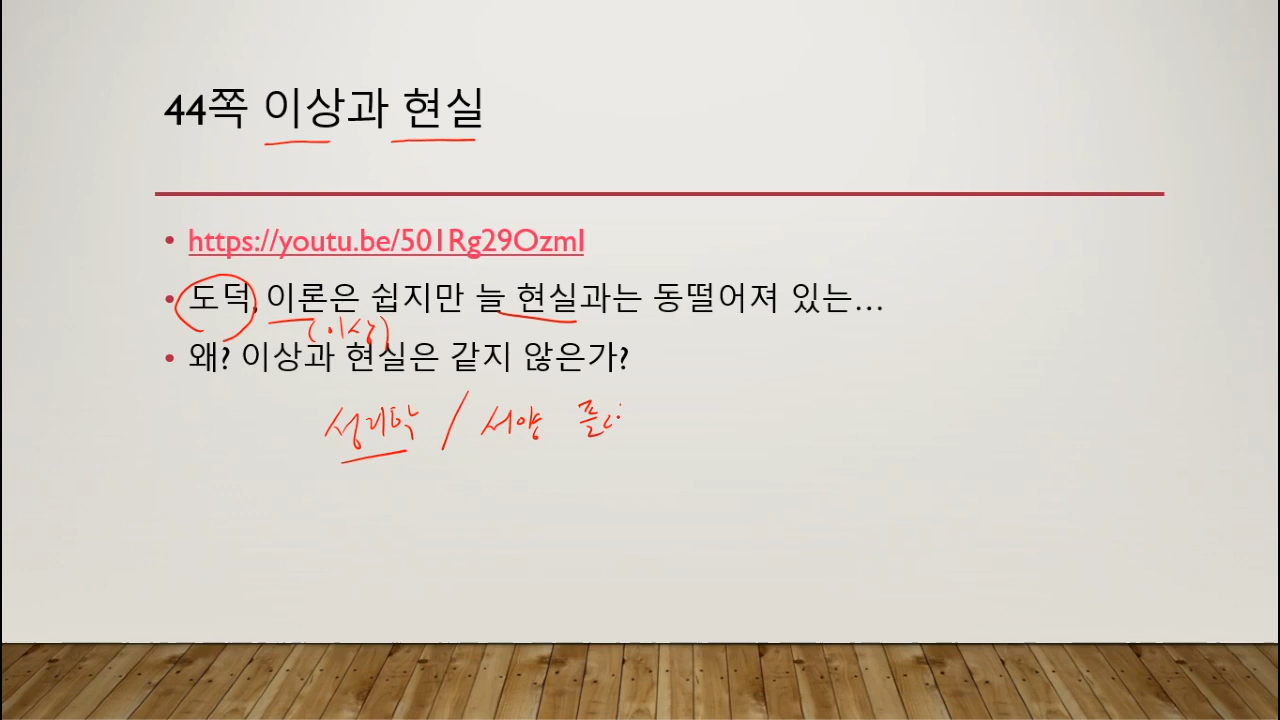 44쪽 이상과 현실
https://youtu.be/501Rg29OzmI
도덕, 이론은 쉽지만 늘 현실과는 동떨어져 있는…
(이상)
왜? 이상과 현실은 같지 않은가?
성리학 / 서양